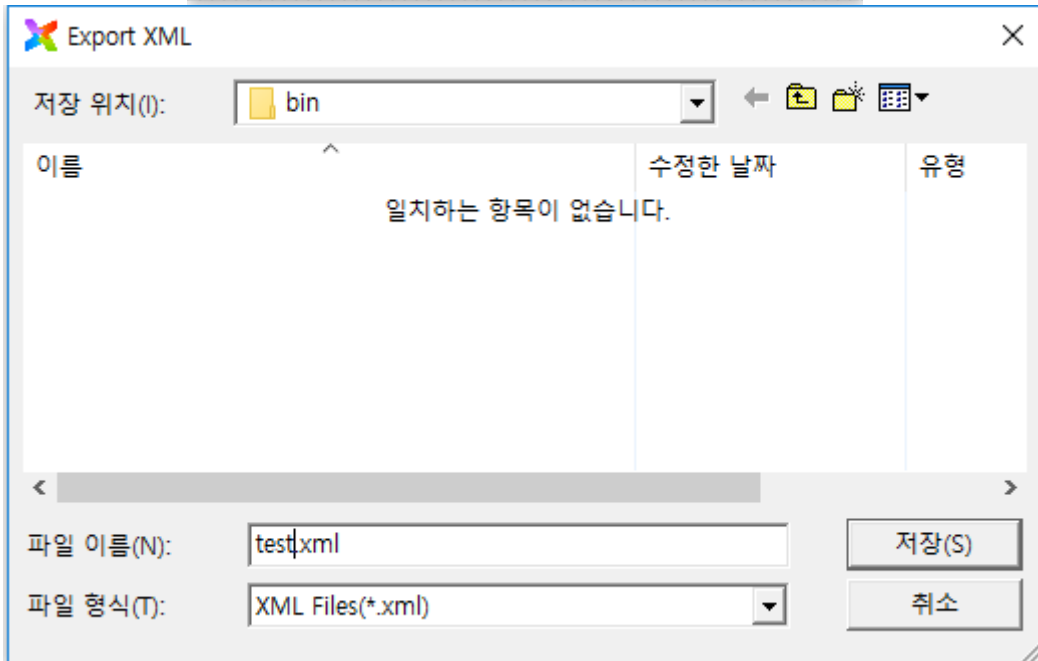 Export XML
저장 위치(I): bin
이름 수정한 날짜 유형
일치하는 항목이 없습니다.
파일 이름(N): test.xml 저장(S)
파일 형식(T): XML Files(*.xml) 취소